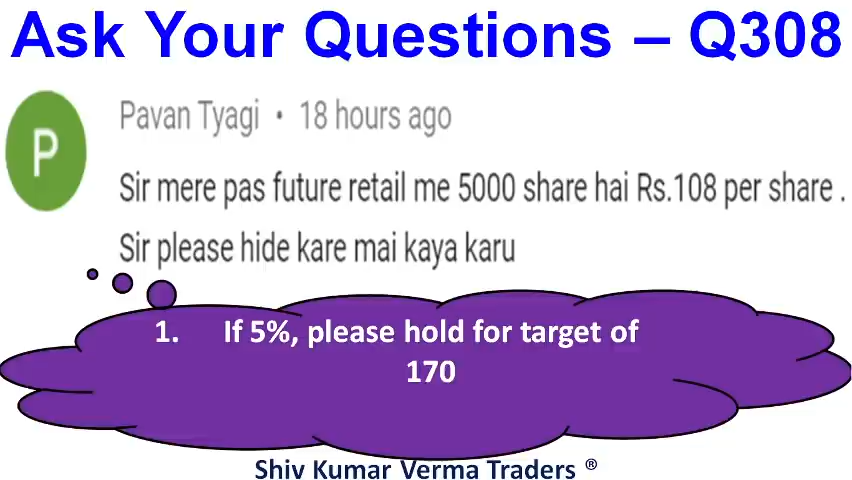 Ask Your Questions – Q308
P
Pavan Tyagi • 18 hours ago
Sir mere pas future retail me 5000 share hai Rs.108 per share .
Sir please hide kare mai kaya karu
1. If 5%, please hold for target of
170
Shiv Kumar Verma Traders ®